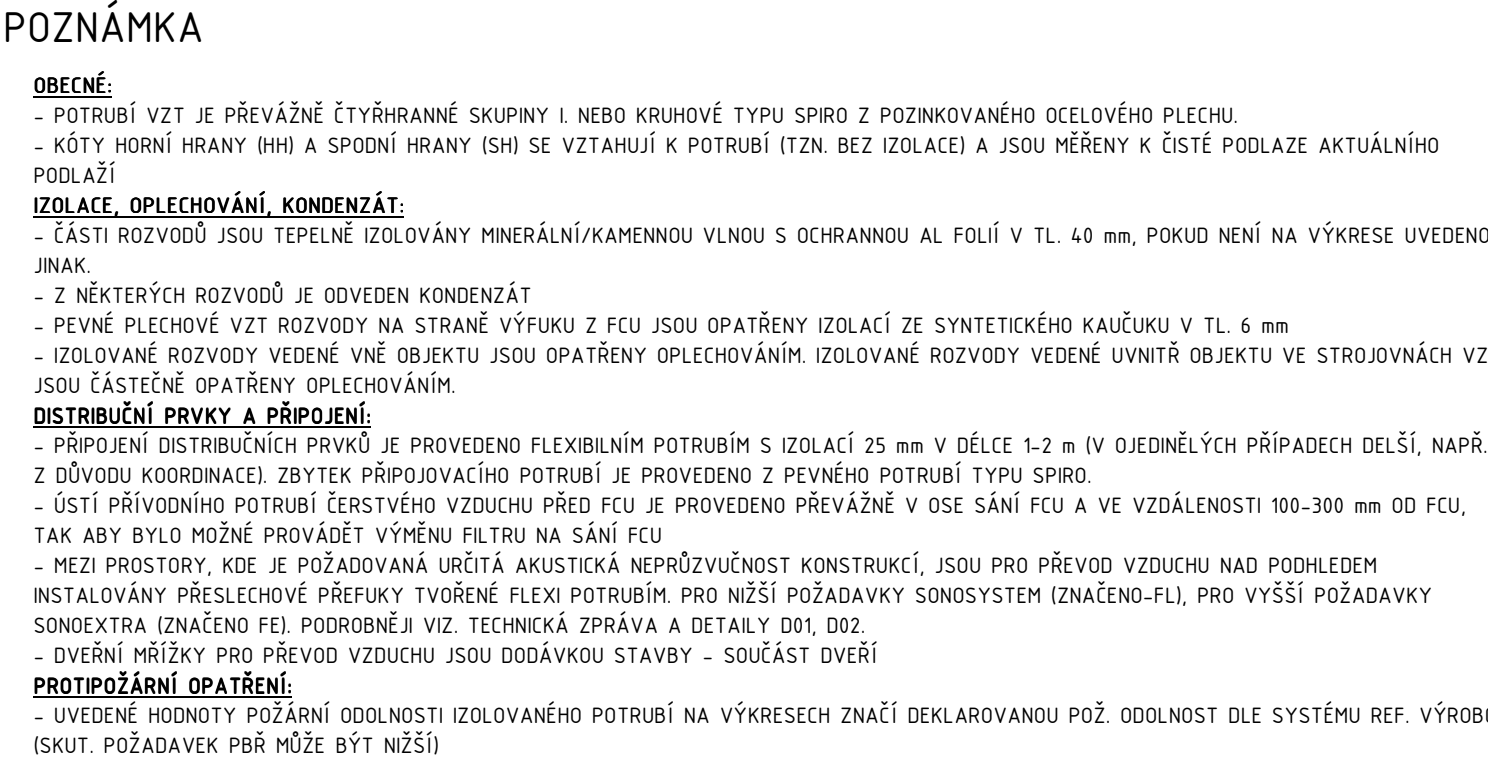 POZNÁMKA
OBECNÉ:
- POTRUBÍ VZT JE PŘEVÁŽNĚ ČTYŘHRANNÉ SKUPINY I. NEBO KRUHOVÉ TYPU SPIRO Z POZINKOVANÉHO OCELOVÉHO PLECHU.
- KÓTY HORNÍ HRANY (HH) A SPODNÍ HRANY (SH) SE VZTAHUJÍ K POTRUBÍ (TZN. BEZ IZOLACE) A JSOU MĚŘENY K ČISTÉ PODLAZE AKTUÁLNÍHO
PODLAŽÍ
IZOLACE, OPLECHOVÁNÍ, KONDENZÁT:
- ČÁSTI ROZVODŮ JSOU TEPELNĚ IZOLOVÁNY MINERÁLNÍ/KAMENNOU VLNOU S OCHRANNOU AL FOLIÍ V TL. 40 mm, POKUD NENÍ NA VÝKRESE UVEDENO
JINAK.
- Z NĚKTERÝCH ROZVODŮ JE ODVEDEN KONDENZÁT
- PEVNÉ PLECHOVÉ VZT ROZVODY NA STRANĚ VÝFUKU Z FCU JSOU OPATŘENY IZOLACÍ ZE SYNTETICKÉHO KAUČUKU V TL. 6 mm
- IZOLOVANÉ ROZVODY VEDENÉ VNĚ OBJEKTU JSOU OPATŘENY OPLECHOVÁNÍM. IZOLOVANÉ ROZVODY VEDENÉ UVNITŘ OBJEKTU VE STROJOVNÁCH VZ
JSOU ČÁSTEČNĚ OPATŘENY OPLECHOVÁNÍM.
DISTRIBUČNÍ PRVKY A PŘIPOJENÍ:
- PŘIPOJENÍ DISTRIBUČNÍCH PRVKŮ JE PROVEDENO FLEXIBILNÍM POTRUBÍM S IZOLACÍ 25 mm V DÉLCE 1-2 m (V OJEDINĚLÝCH PŘÍPADECH DELŠÍ, NAPŘ.
Z DŮVODU KOORDINACE). ZBYTEK PŘIPOJOVACÍHO POTRUBÍ JE PROVEDENO Z PEVNÉHO POTRUBÍ TYPU SPIRO.
- ÚSTÍ PŘÍVODNÍHO POTRUBÍ ČERSTVÉHO VZDUCHU PŘED FCU JE PROVEDENO PŘEVÁŽNĚ V OSE SÁNÍ FCU A VE VZDÁLENOSTI 100-300 mm OD FCU,
TAK ABY BYLO MOŽNÉ PROVÁDĚT VÝMĚNU FILTRU NA SÁNÍ FCU
- MEZI PROSTORY, KDE JE POŽADOVANÁ URČITÁ AKUSTICKÁ NEPRŮZVUČNOST KONSTRUKCÍ, JSOU PRO PŘEVOD VZDUCHU NAD PODHLEDEM
INSTALOVÁNY PŘESLECHOVÉ PŘEFUKY TVOŘENÉ FLEXI POTRUBÍM. PRO NIŽŠÍ POŽADAVKY SONOSYSTEM (ZNAČENO-FL), PRO VYŠŠÍ POŽADAVKY
SONOEXTRA (ZNAČENO FE). PODROBNĚJI VIZ. TECHNICKÁ ZPRÁVA A DETAILY D01, D02.
- DVEŘNÍ MŘÍŽKY PRO PŘEVOD VZDUCHU JSOU DODÁVKOU STAVBY - SOUČÁST DVEŘÍ
PROTIPOŽÁRNÍ OPATŘENÍ:
- UVEDENÉ HODNOTY POŽÁRNÍ ODOLNOSTI IZOLOVANÉHO POTRUBÍ NA VÝKRESECH ZNAČÍ DEKLAROVANOU POŽ. ODOLNOST DLE SYSTÉMU REF.
(SKUT. POŽADAVEK PBŘ MŮŽE BÝT NIŽŠÍ)